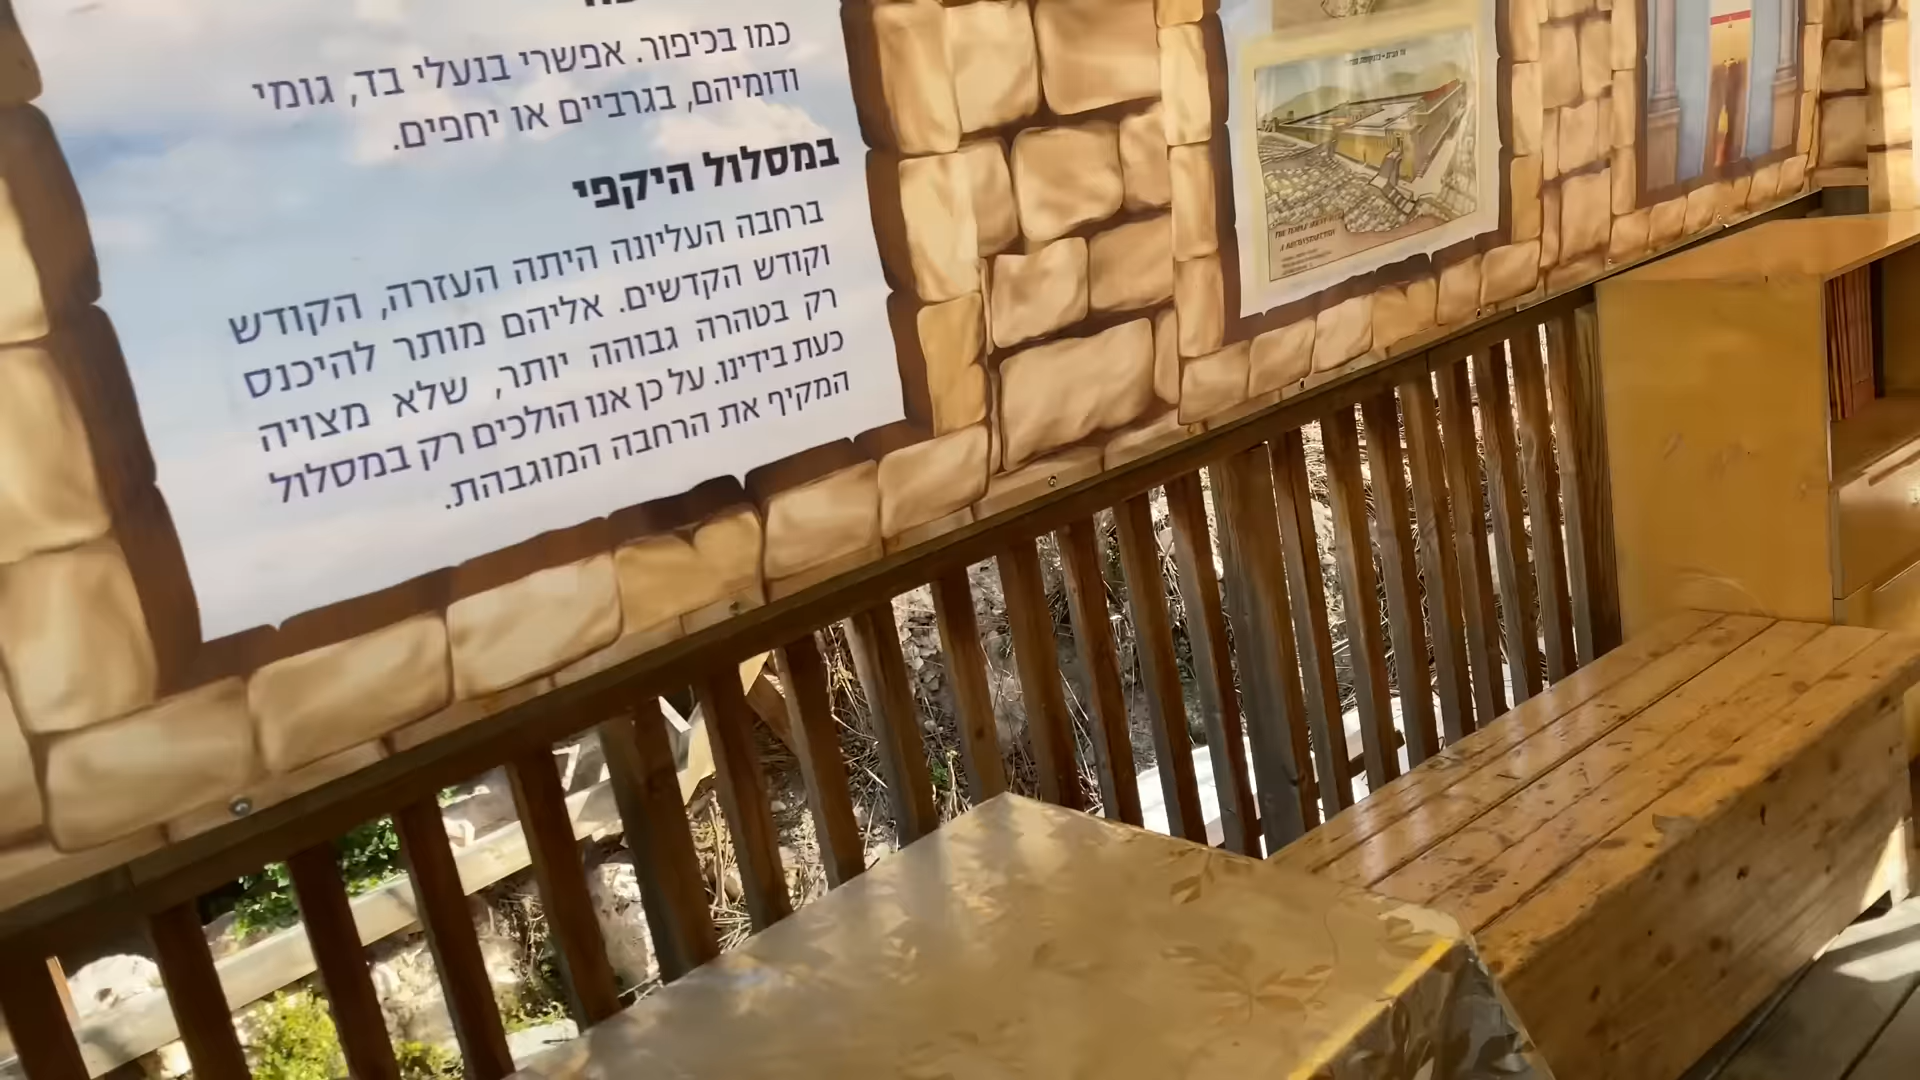 כמו בכיפור. אפשרי בנעלי בד, גומי
ודומיהם, בגרביים או יחפים.
במסלול היקפי
ברחבה העליונה היתה העזרה, הקודש
וקודש הקדשים. אליהם מותר להיכנס
רק בטהרה גבוהה יותר, שלא מצויה
כעת בידינו. על כן אנו הולכים רק במסלול
המקיף את הרחבה המוגבהת.
THE TEMPLE
A RECONSTRUCTION